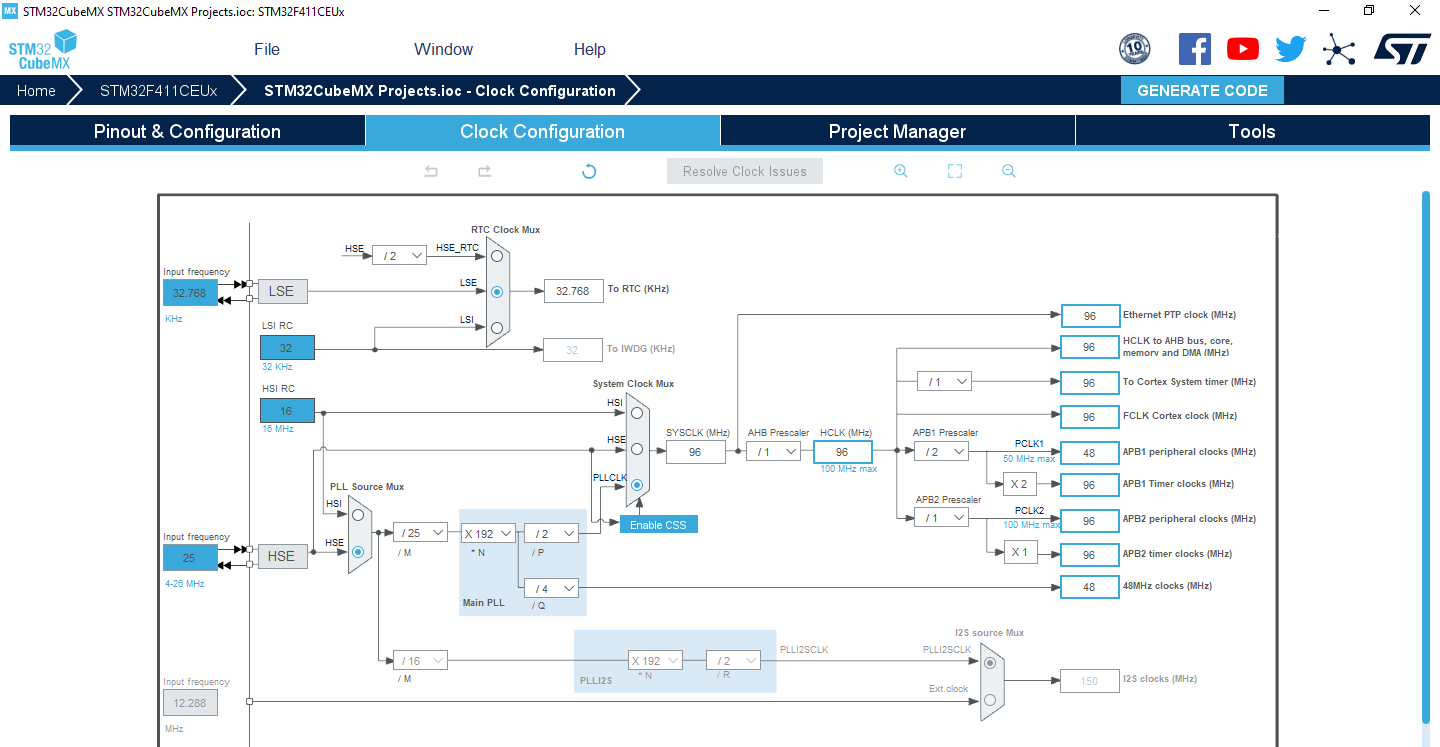 MX STM32CubeMX STM32CubeMX Projects.ioc: STM32F411CEUx
STM32 CubeMX
File Window Help
10 YEARS
Home STM32F411CEUx STM32CubeMX Projects.ioc - Clock Configuration GENERATE CODE
Pinout & Configuration Clock Configuration Project Manager Tools
Resolve Clock Issues
RTC Clock Mux
HSE / 2 HSE_RTC
Input frequency
32.768 LSE LSE 32.768 To RTC (KHz)
KHz
LSI RC LSI
32 32 To IWDG (KHz)
32 KHz
HSI RC
16
16 MHz
System Clock Mux
HSI
HSE
PLLCLK
Enable CSS
SYSCLK (MHz)
96
AHB Prescaler
/ 1
HCLK (MHz)
96
100 MHz max
96 Ethernet PTP clock (MHz)
96 HCLK to AHB bus, core,
memory and DMA (MHz)
/ 1 96 To Cortex System timer (MHz)
96 FCLK Cortex clock (MHz)
APB1 Prescaler
/ 2 PCLK1 48 APB1 peripheral clocks (MHz)
50 MHz max
X 2 96 APB1 Timer clocks (MHz)
APB2 Prescaler
/ 1 PCLK2 96 APB2 peripheral clocks (MHz)
100 MHz max
X 1 96 APB2 timer clocks (MHz)
48 48MHz clocks (MHz)
PLL Source Mux
HSI
HSE
Input frequency
25 HSE
4-26 MHz
/ 25 X 192 / 2
/ M * N / P
/ 4
/ Q
Main PLL
/ 16 X 192 / 2
/ M * N / R
PLLI2S
PLLI2SCLK
I2S source Mux
PLLI2SCLK
Ext.clock
150 I2S clocks (MHz)
Input frequency
12.288
MHz